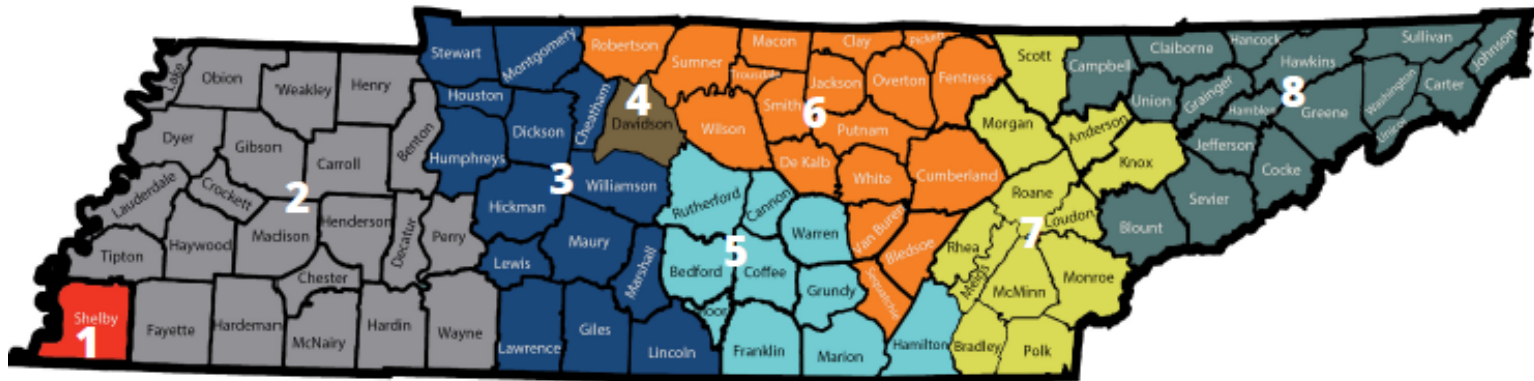 Lake
Obion
Weakley
Henry
Dyer
Gibson
Carroll
Benton
Lauderdale
Crockett
2
Henderson
Decatur
Perry
Tipton
Haywood
Madison
Chester
Fayette
Hardeman
McNairy
Hardin
Wayne
Shelby
1
Stewart
Montgomery
Houston
Dickson
Cheatham
Humphreys
3
Williamson
Hickman
Maury
Lewis
Marshall
Lawrence
Giles
Lincoln
4
Davidson
Robertson
Sumner
Macon
Clay
Trousdale
Jackson
Overton
Fentress
Smith
6
Wilson
Putnam
De Kalb
White
Cumberland
Van Buren
Bledsoe
Sequatchie
Rutherford
Cannon
Warren
5
Bedford
Coffee
Grundy
Franklin
Marion
Hamilton
Scott
Morgan
Anderson
Knox
Roane
Loudon
7
Rhea
Meigs
McMinn
Monroe
Bradley
Polk
Campbell
Claiborne
Hancock
Hawkins
Sullivan
Johnson
Union
Grainger
8
Greene
Washington
Carter
Unicoi
Jefferson
Cocke
Sevier
Blount